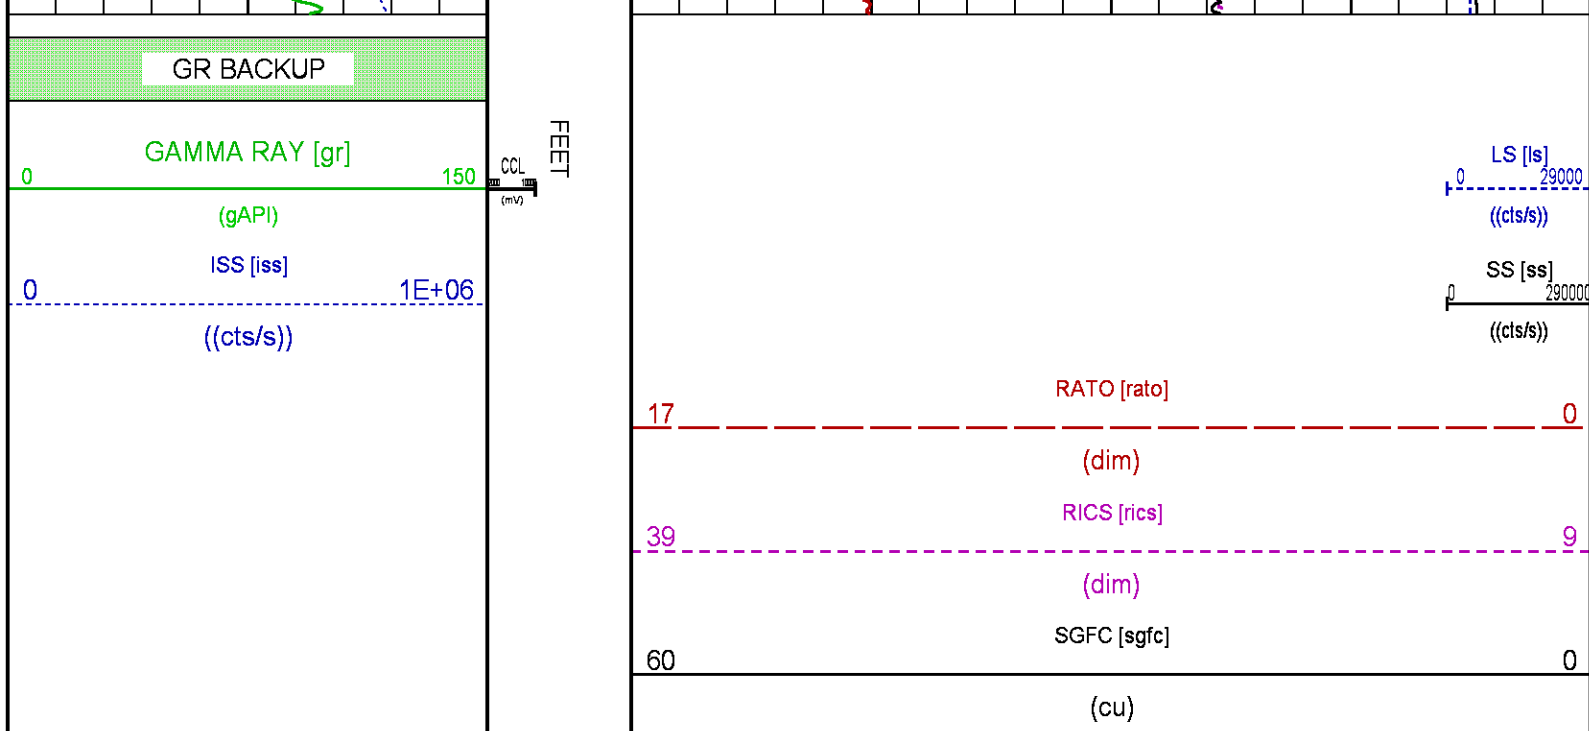 GR BACKUP
FEET
GAMMA RAY [gr]
0 150
(gAPI)
CCL
(mV)
LS [ls]
0 29000
((cts/s))
ISS [iss]
0 1E+06
((cts/s))
SS [ss]
0 290000
((cts/s))
RATO [rato]
17 0
(dim)
RICS [rics]
39 9
(dim)
SGFC [sgfc]
60 0
(cu)